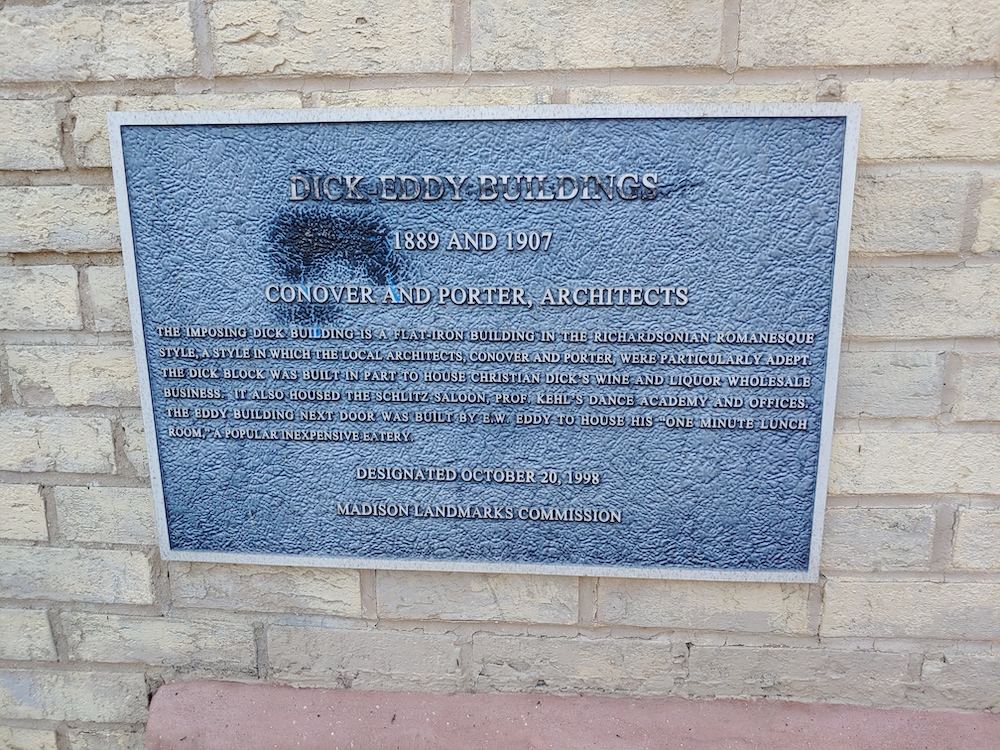 DICK-EDDY BUILDINGS
1889 AND 1907
CONOVER AND PORTER, ARCHITECTS
THE IMPOSING DICK BUILDING IS A FLAT-IRON BUILDING IN THE RICHARDSONIAN ROMANESQUE
STYLE, A STYLE IN WHICH THE LOCAL ARCHITECTS, CONOVER AND PORTER, WERE PARTICULARLY ADEPT.
THE DICK BLOCK WAS BUILT IN PART TO HOUSE CHRISTIAN DICK'S WINE AND LIQUOR WHOLESALE
BUSINESS. IT ALSO HOUSED THE SCHLITZ SALOON, PROF. KEHL'S DANCE ACADEMY AND OFFICES.
THE EDDY BUILDING NEXT DOOR WAS BUILT BY E.W. EDDY TO HOUSE HIS "ONE MINUTE LUNCH
ROOM," A POPULAR INEXPENSIVE EATERY.
DESIGNATED OCTOBER 20, 1998
MADISON LANDMARKS COMMISSION